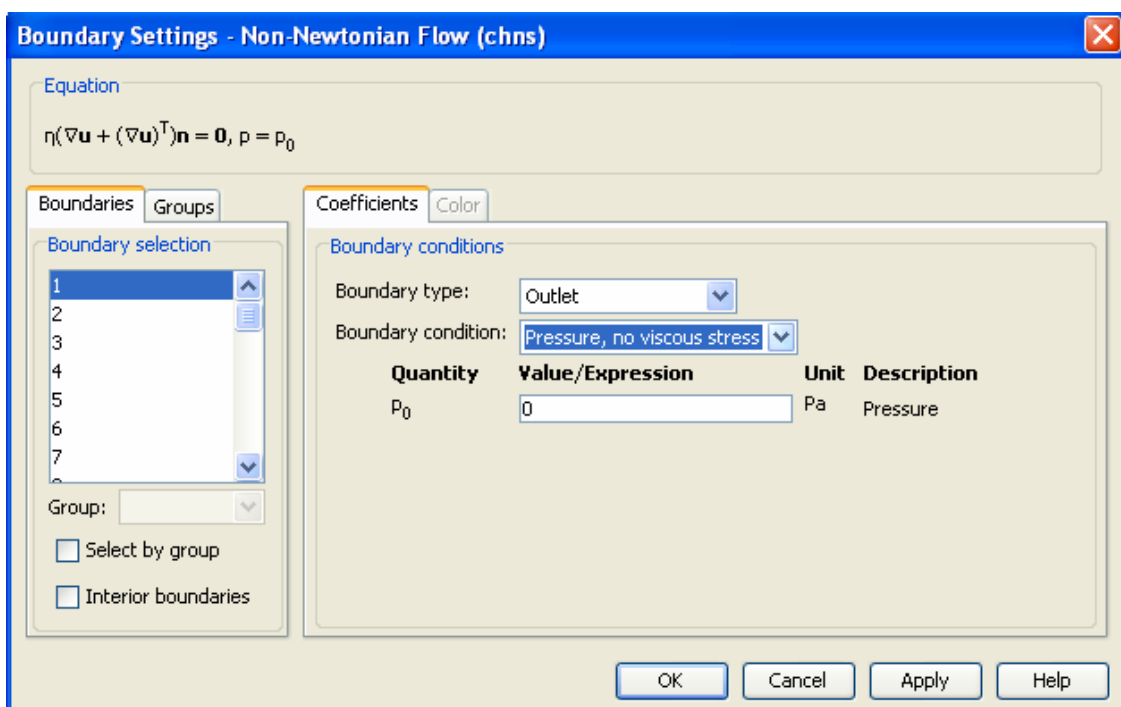 Boundary Settings - Non-Newtonian Flow (chns)
Equation
η(∇u + (∇u)ᵀ)n = 0, p = p₀
Boundaries Groups
Coefficients Color
Boundary selection
1
2
3
4
5
6
7
Group:
Select by group
Interior boundaries
Boundary conditions
Boundary type: Outlet
Boundary condition: Pressure, no viscous stress
Quantity Value/Expression Unit Description
P₀ 0 Pa Pressure
OK Cancel Apply Help